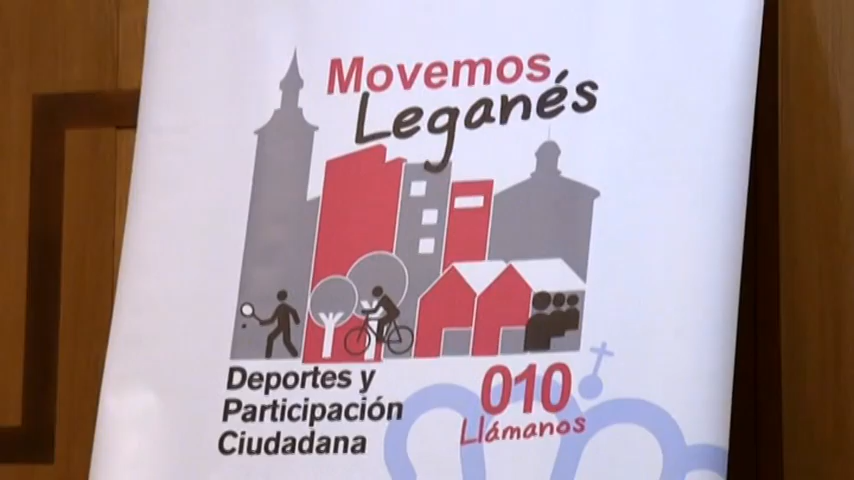 Movemos
Leganés
Deportes y
Participación
Ciudadana
010
Llámanos